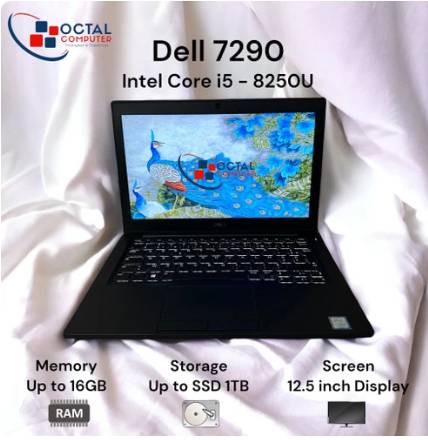 OCTAL
COMPUTER
Dell 7290
Intel Core i5 - 8250U
OCTAL
COMPUTER
Memory
Up to 16GB
RAM
Storage
Up to SSD 1TB
Screen
12.5 inch Display